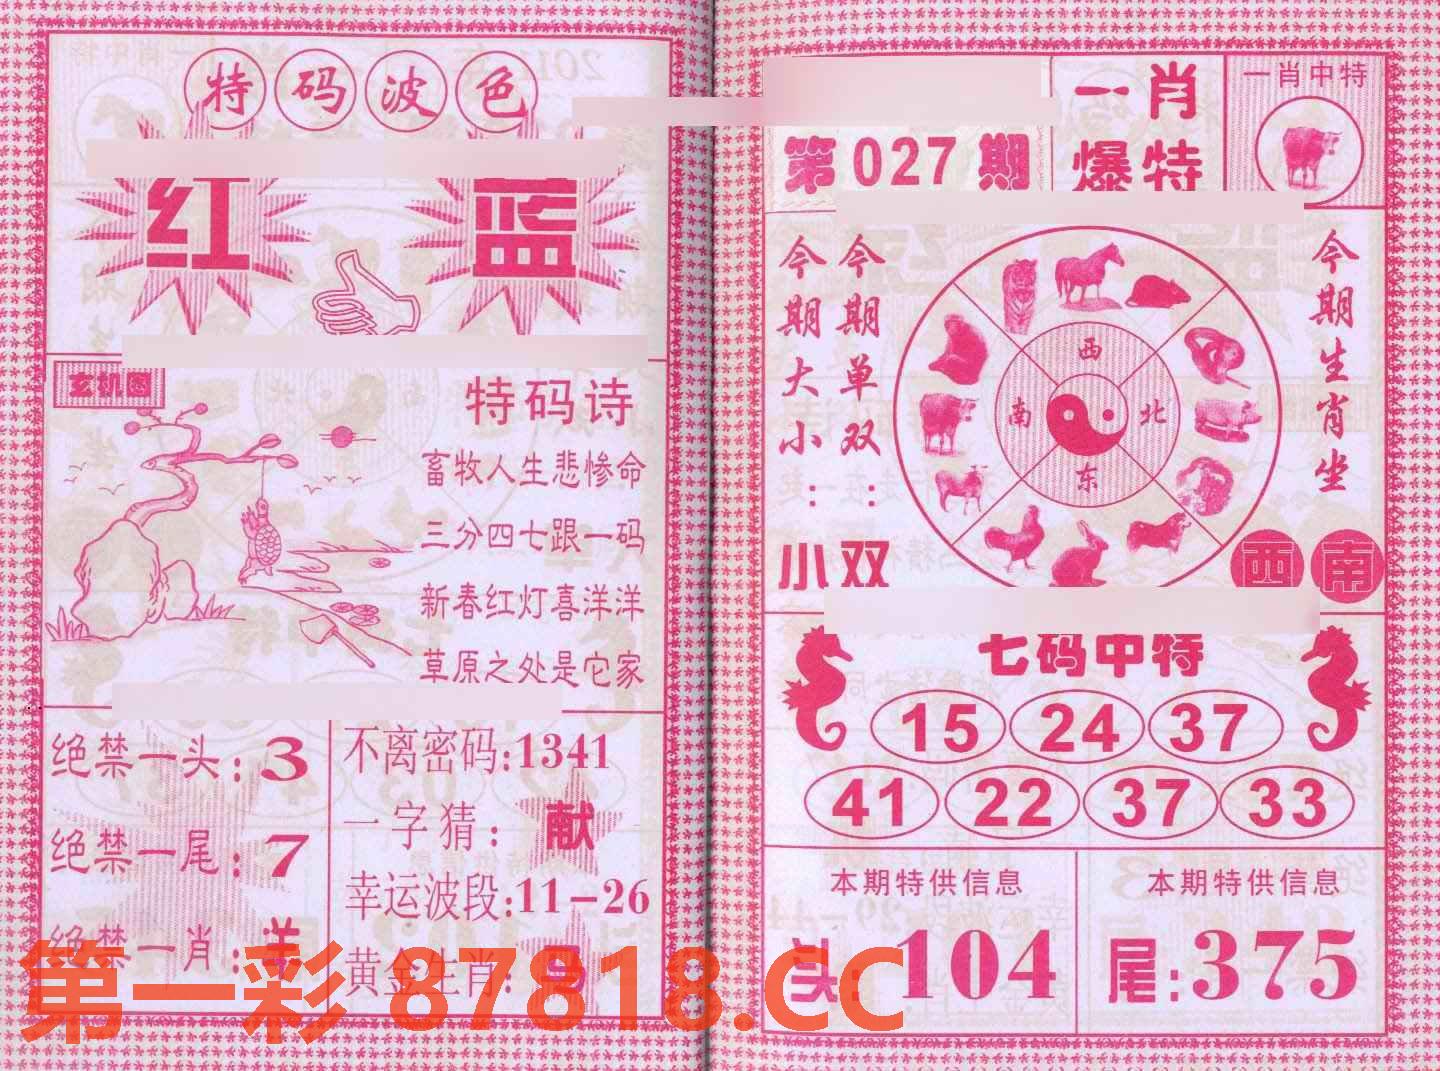 特码波色
红 蓝
玄机图
特码诗
畜牧人生悲惨命
三分四七跟一码
新春红灯喜洋洋
草原之处是它家
绝禁一头:3
绝禁一尾:7
绝禁一肖:羊
不离密码:1341
一字猜:献
幸运波段:11-26
黄金生肖:马
第027期
一肖
爆特
一肖中特
今期大小:小
今期单双:双
西
南 北
东
今期生肖坐
西南
七码中特
15 24 37
41 22 37 33
本期特供信息
头:104
本期特供信息
尾:375
第一彩 87818.CC